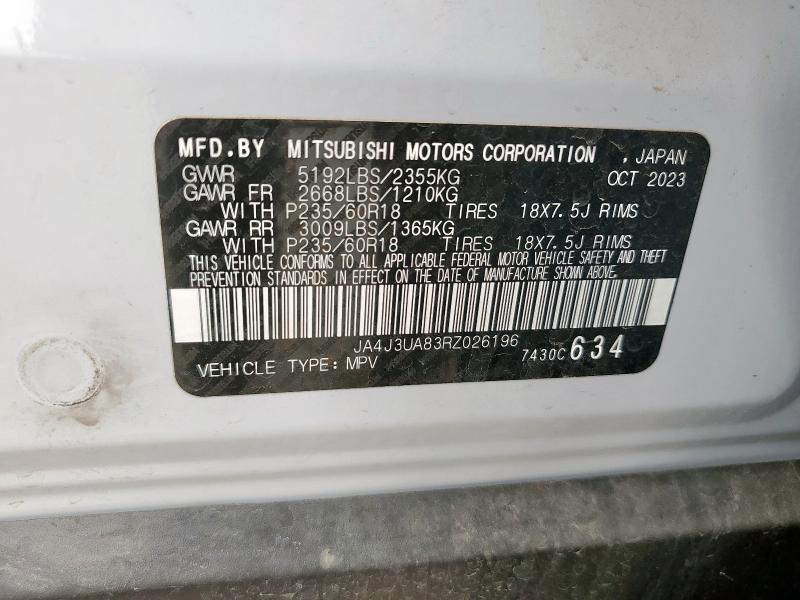 MFD.BY MITSUBISHI MOTORS CORPORATION , JAPAN
GVWR 5192LBS/2355KG OCT 2023
GAWR FR 2668LBS/1210KG
WITH P235/60R18 TIRES 18X7.5J RIMS
GAWR RR 3009LBS/1365KG
WITH P235/60R18 TIRES 18X7.5J RIMS
THIS VEHICLE CONFORMS TO ALL APPLICABLE FEDERAL MOTOR VEHICLE SAFETY AND THEFT
PREVENTION STANDARDS IN EFFECT ON THE DATE OF MANUFACTURE SHOWN ABOVE.
JA4J3UA83RZ026196
7430C 634
VEHICLE TYPE: MPV